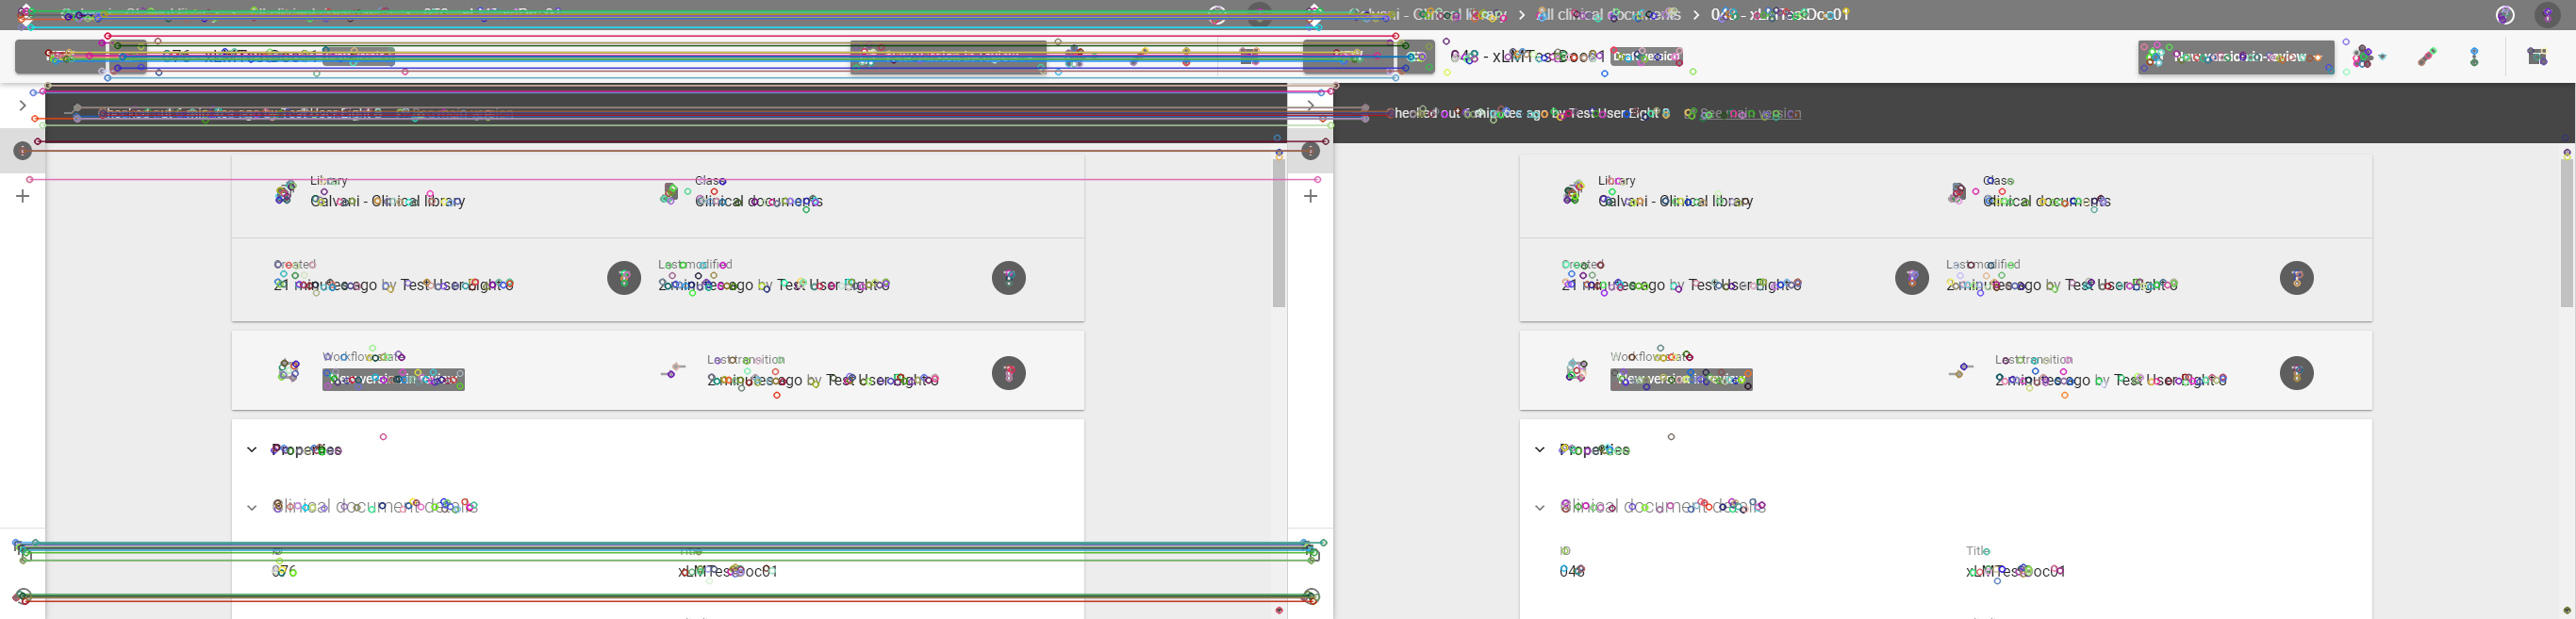 Galvani - Clinical library > All clinical documents > 048 - xLMTestDoc01
076 - xLMTestDoc01
048 - xLMTestDoc01 Draft version
New version to review
Checked out 6 minutes ago by Test User Eight 8 See main version
Checked out 6 minutes ago by Test User Eight 8 See main version
Library
Galvani - Clinical library
Class
Clinical documents
Library
Galvani - Clinical library
Class
Clinical documents
Created
21 minutes ago by Test User Eight 8
Last modified
2 minutes ago by Test User Eight 8
Created
21 minutes ago by Test User Eight 8
Last modified
2 minutes ago by Test User Eight 8
Workflow state
New version in review
Last transition
2 minutes ago by Test User Eight 8
Workflow state
New version in review
Last transition
2 minutes ago by Test User Eight 8
Properties
Properties
Clinical document details
Clinical document details
ID
076
Title
xLMTestDoc01
ID
048
Title
xLMTestDoc01